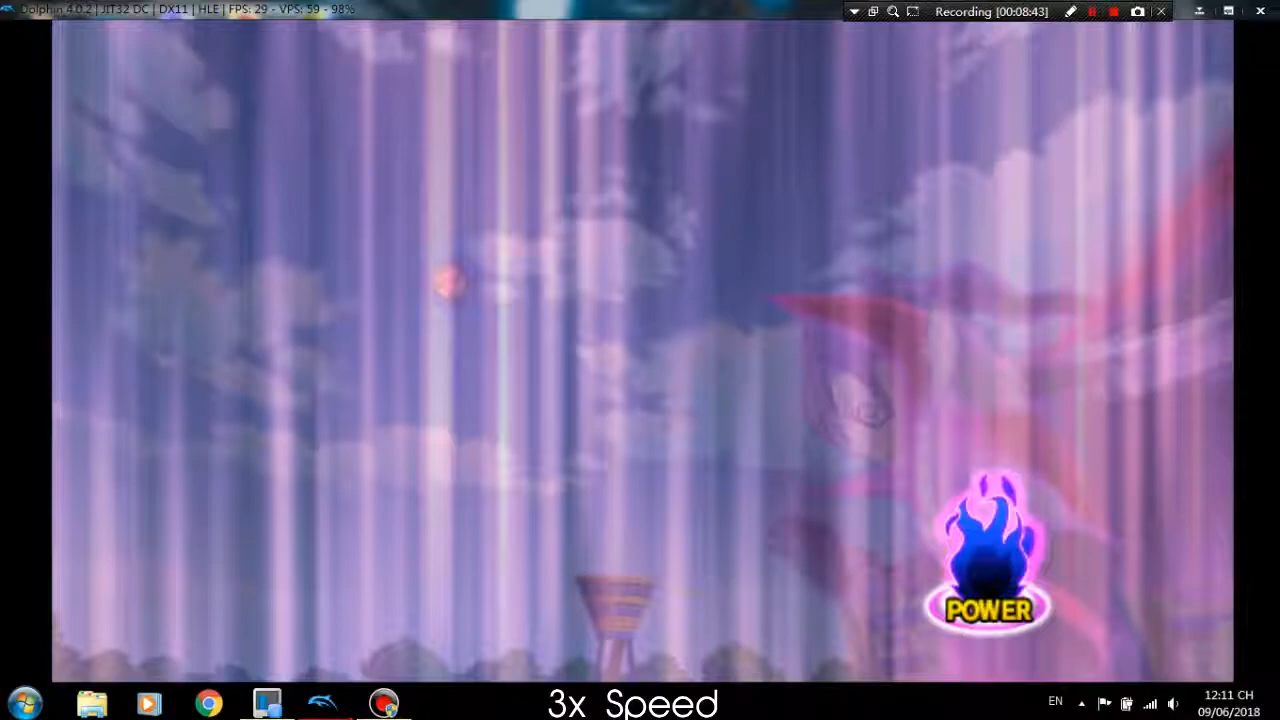 Dolphin 4.0.2 | JIT32 DC | DX11 | HLE | FPS: 29 - VPS: 59 - 98%
Recording [00:08:43]
POWER
3x Speed
EN
12:11 CH
09/06/2018